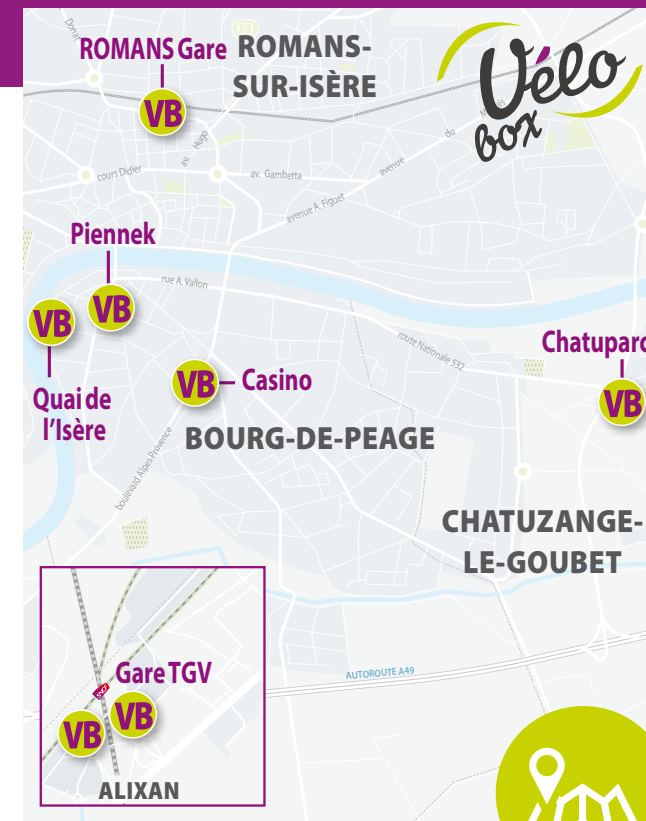 ROMANS Gare
ROMANS-
SUR-ISÈRE
Vélo
box
VB
Donat
av. Hugo
cours Didier
av. Gambetta
avenue
du
avenue A. Figuet
Piennek
VB
rue A. Vallon
VB
Quai de
l'Isère
route Nationale 532
Chatuparc
VB
VB
Casino
BOURG-DE-PEAGE
boulevard Alpes Provence
CHATUZANGE-
LE-GOUBET
AUTOROUTE A49
Gare TGV
SNCF
VB
VB
ALIXAN